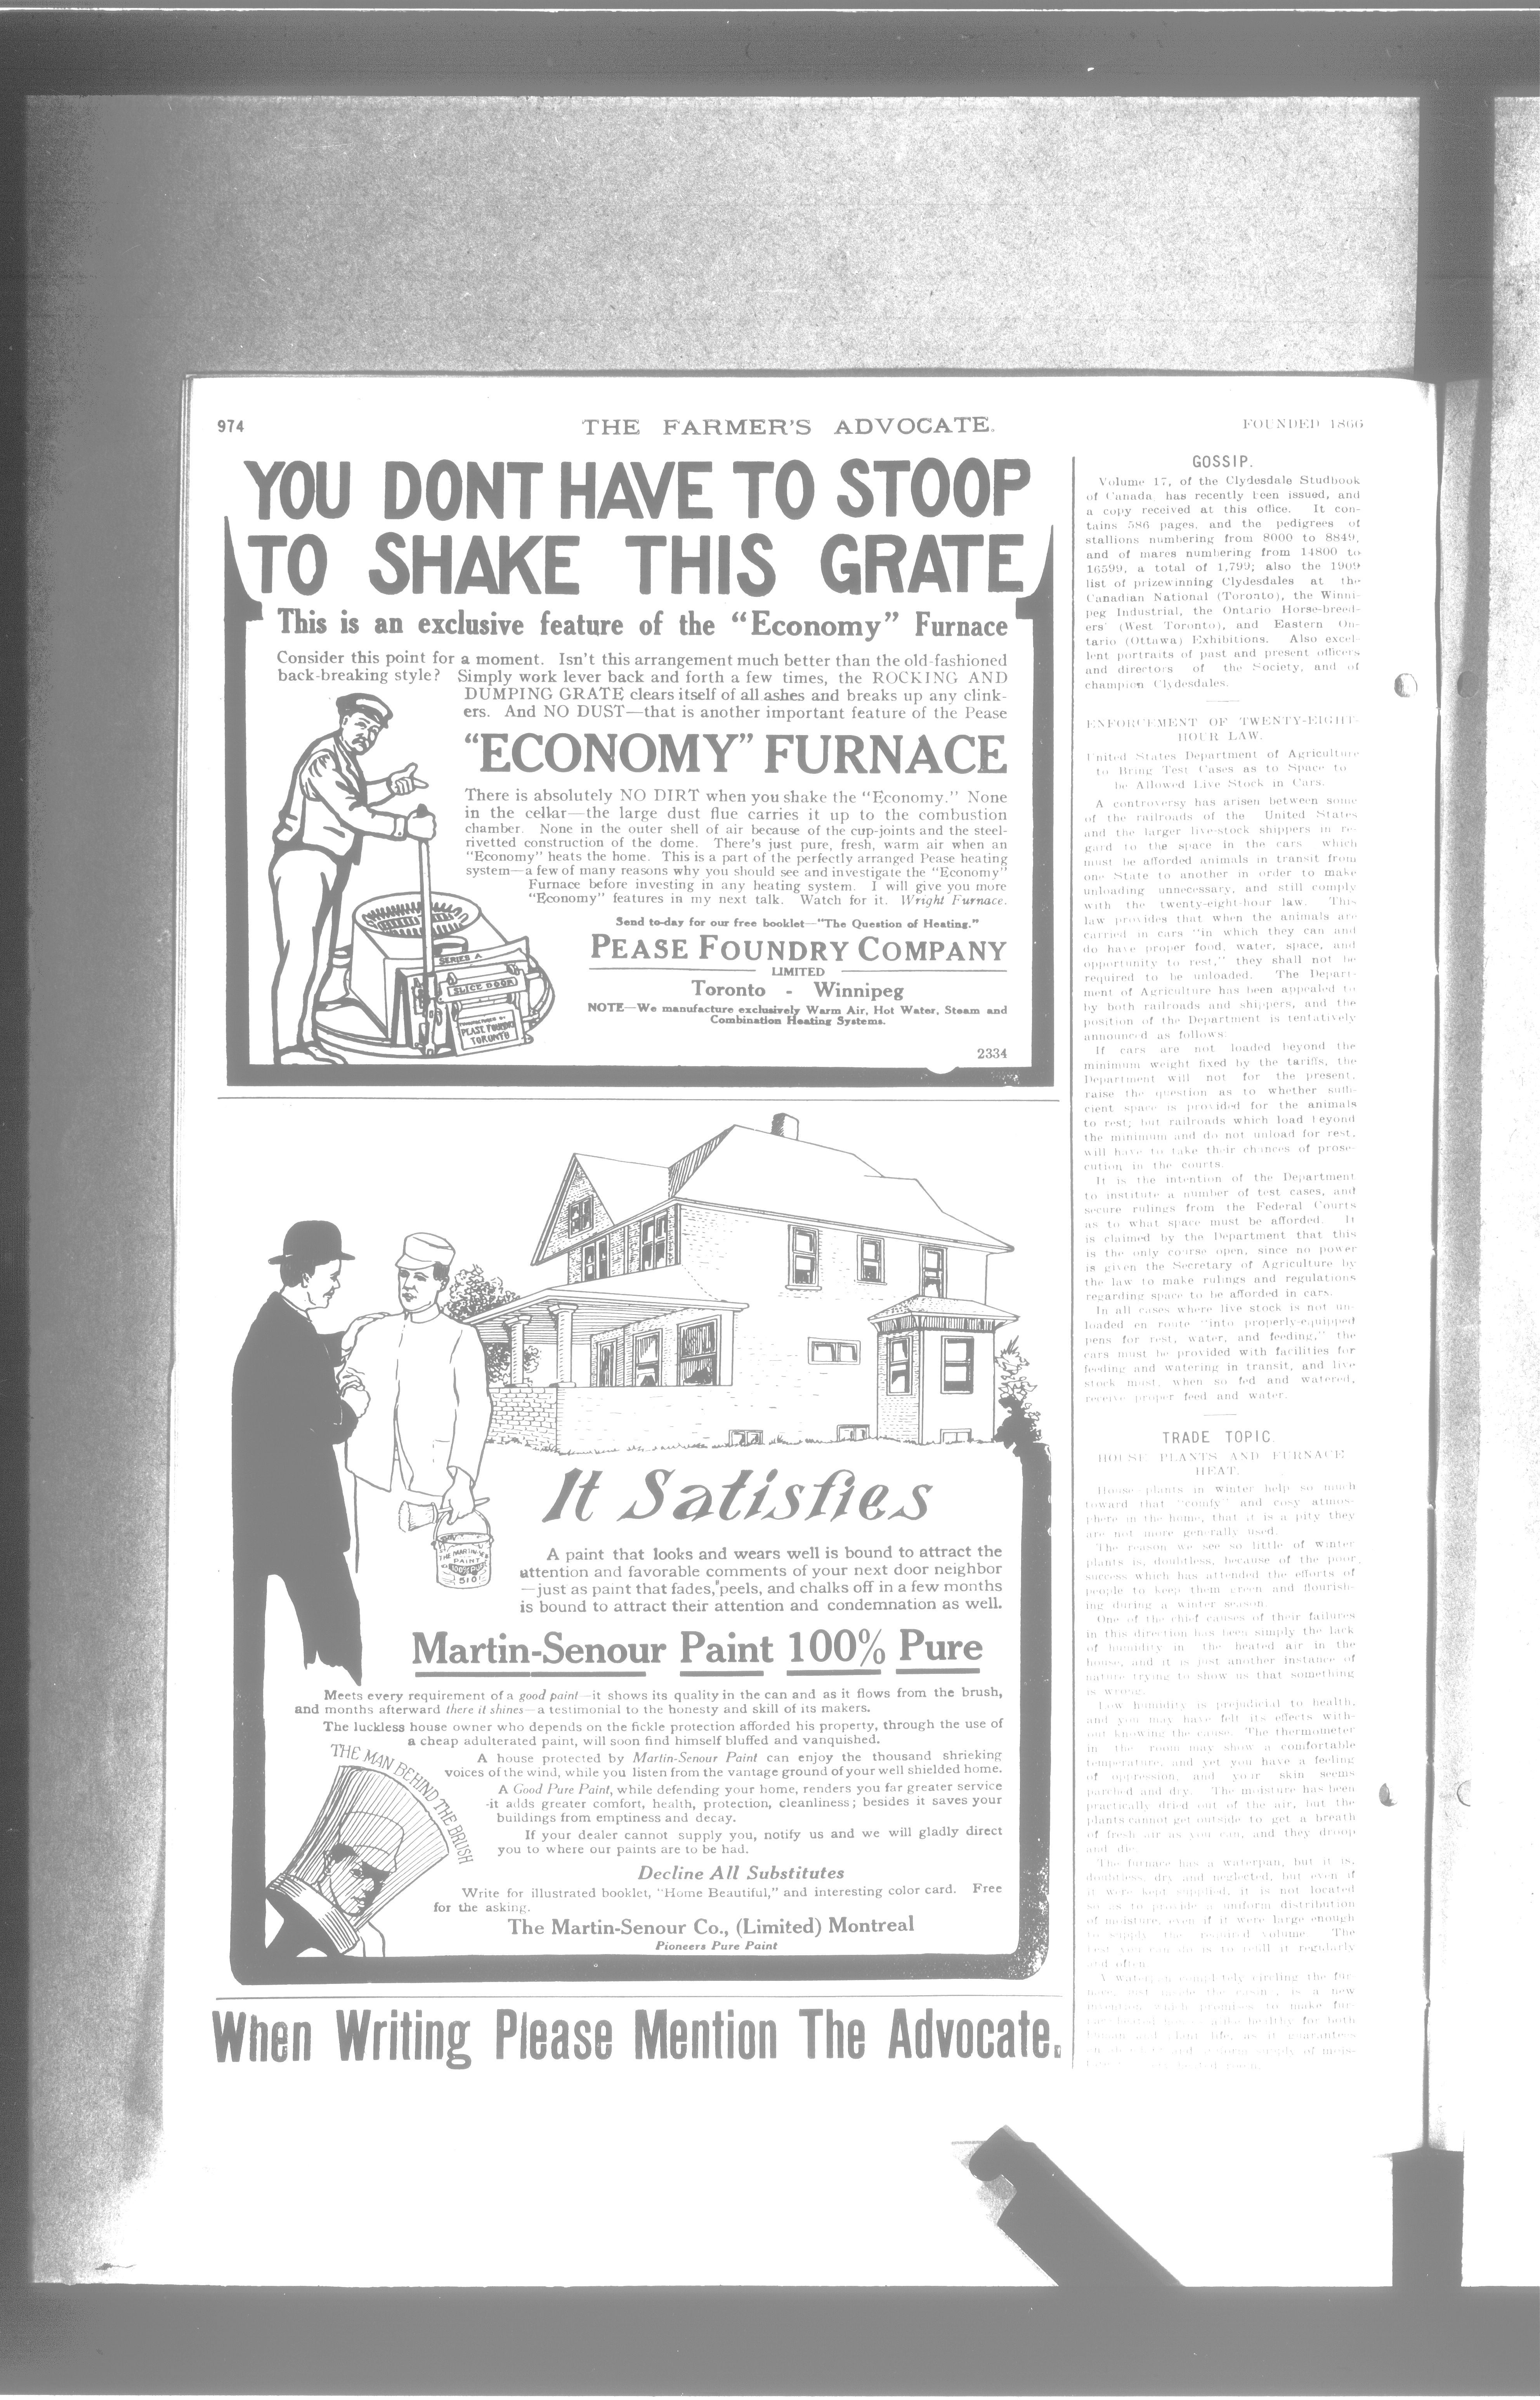 974
THE FARMER'S ADVOCATE.
FOUNDED 1866
YOU DONT HAVE TO STOOP
TO SHAKE THIS GRATE
This is an exclusive feature of the "Economy" Furnace
Consider this point for a moment. Isn't this arrangement much better than the old-fashioned
back-breaking style? Simply work lever back and forth a few times, the ROCKING AND
DUMPING GRATE clears itself of all ashes and breaks up any clink-
ers. And NO DUST—that is another important feature of the Pease
"ECONOMY" FURNACE
There is absolutely NO DIRT when you shake the "Economy." None
in the cellar—the large dust flue carries it up to the combustion
chamber. None in the outer shell of air because of the cup-joints and the steel-
rivetted construction of the dome. There's just pure, fresh, warm air when an
"Economy" heats the home. This is a part of the perfectly arranged Pease heating
system—a few of many reasons why you should see and investigate the "Economy"
Furnace before investing in any heating system. I will give you more
"Economy" features in my next talk. Watch for it. Wright Furnace.
Send to-day for our free booklet—"The Question of Heating."
PEASE FOUNDRY COMPANY
LIMITED
Toronto - Winnipeg
NOTE—We manufacture exclusively Warm Air, Hot Water, Steam and
Combination Heating Systems.
2334
SERIES A
SLICE DOOR
MANUFACTURED BY
PEASE FOUNDRY
TORONTO
It Satisfies
THE MARTIN-SEN
PAINT
100% PURE
510
A paint that looks and wears well is bound to attract the
attention and favorable comments of your next door neighbor
—just as paint that fades, peels, and chalks off in a few months
is bound to attract their attention and condemnation as well.
Martin-Senour Paint 100% Pure
Meets every requirement of a good paint—it shows its quality in the can and as it flows from the brush,
and months afterward there it shines—a testimonial to the honesty and skill of its makers.
The luckless house owner who depends on the fickle protection afforded his property, through the use of
a cheap adulterated paint, will soon find himself bluffed and vanquished.
THE MAN BEHIND THE BRUSH
A house protected by Martin-Senour Paint can enjoy the thousand shrieking
voices of the wind, while you listen from the vantage ground of your well shielded home.
A Good Pure Paint, while defending your home, renders you far greater service
-it adds greater comfort, health, protection, cleanliness; besides it saves your
buildings from emptiness and decay.
If your dealer cannot supply you, notify us and we will gladly direct
you to where our paints are to be had.
Decline All Substitutes
Write for illustrated booklet, "Home Beautiful," and interesting color card. Free
for the asking.
The Martin-Senour Co., (Limited) Montreal
Pioneers Pure Paint
When Writing Please Mention The Advocate.
GOSSIP.
Volume 17, of the Clydesdale Studbook
of Canada, has recently been issued, and
a copy received at this office. It con-
tains 586 pages, and the pedigrees of
stallions numbering from 8000 to 8849,
and of mares numbering from 14800 to
16599, a total of 1,799; also the 1909
list of prizewinning Clydesdales at the
Canadian National (Toronto), the Winni-
peg Industrial, the Ontario Horse-breed-
ers' (West Toronto), and Eastern On-
tario (Ottawa) Exhibitions. Also excel-
lent portraits of past and present officers
and directors of the Society, and of
champion Clydesdales.
ENFORCEMENT OF TWENTY-EIGHT-
HOUR LAW.
United States Department of Agriculture
to Bring Test Cases as to Space to
be Allowed Live Stock in Cars.
A controversy has arisen between some
of the railroads of the United States
and the larger live-stock shippers in re-
gard to the space in the cars which
must be afforded animals in transit from
one State to another in order to make
unloading unnecessary, and still comply
with the twenty-eight-hour law. This
law provides that when the animals are
carried in cars "in which they can and
do have proper food, water, space, and
opportunity to rest," they shall not be
required to be unloaded. The Depart-
ment of Agriculture has been appealed to
by both railroads and shippers, and the
position of the Department is tentatively
announced as follows:
If cars are not loaded beyond the
minimum weight fixed by the tariffs, the
Department will not for the present,
raise the question as to whether suffi-
cient space is provided for the animals
to rest; but railroads which load beyond
the minimum and do not unload for rest,
will have to take their chances of prose-
cution in the courts.
It is the intention of the Department
to institute a number of test cases, and
secure rulings from the Federal Courts
as to what space must be afforded. It
is claimed by the Department that this
is the only course open, since no power
is given the Secretary of Agriculture by
the law to make rulings and regulations
regarding space to be afforded in cars.
In all cases where live stock is not un-
loaded en route "into properly-equipped
pens for rest, water, and feeding," the
cars must be provided with facilities for
feeding and watering in transit, and live
stock must, when so fed and watered,
receive proper feed and water.
TRADE TOPIC
HOUSE PLANTS AND FURNACE
HEAT.
House plants in winter help so much
toward that "comfy" and cosy atmos-
phere in the home, that it is a pity they
are not more generally used.
The reason we see so little of winter
plants is, doubtless, because of the poor
success which has attended the efforts of
people to keep them green and flourish-
ing during a winter season.
One of the chief causes of their failures
in this direction has been simply the lack
of humidity in the heated air in the
house, and it is just another instance of
nature trying to show us that something
is wrong.
Low humidity is prejudicial to health,
and you may have felt its effects with-
out knowing the cause. The thermometer
in the room may show a comfortable
temperature, and yet you have a feeling
of oppression, and your skin seems
parched and dry. The moisture has been
practically dried out of the air, but the
plants cannot get outside to get a breath
of fresh air as you can, and they droop
and die.
The furnace has a waterpan, but it is,
doubtless, dry and neglected, but even if
it were kept supplied, it is not located
so as to provide a uniform distribution
of moisture, even if it were large enough
to supply the required volume. The
best you can do is to refill it regularly
and often.
A waterpan completely circling the fur-
nace, just inside the casing, is a new
invention which promises to make fur-
healthy for both
life, as it guarantees
supply of mois-